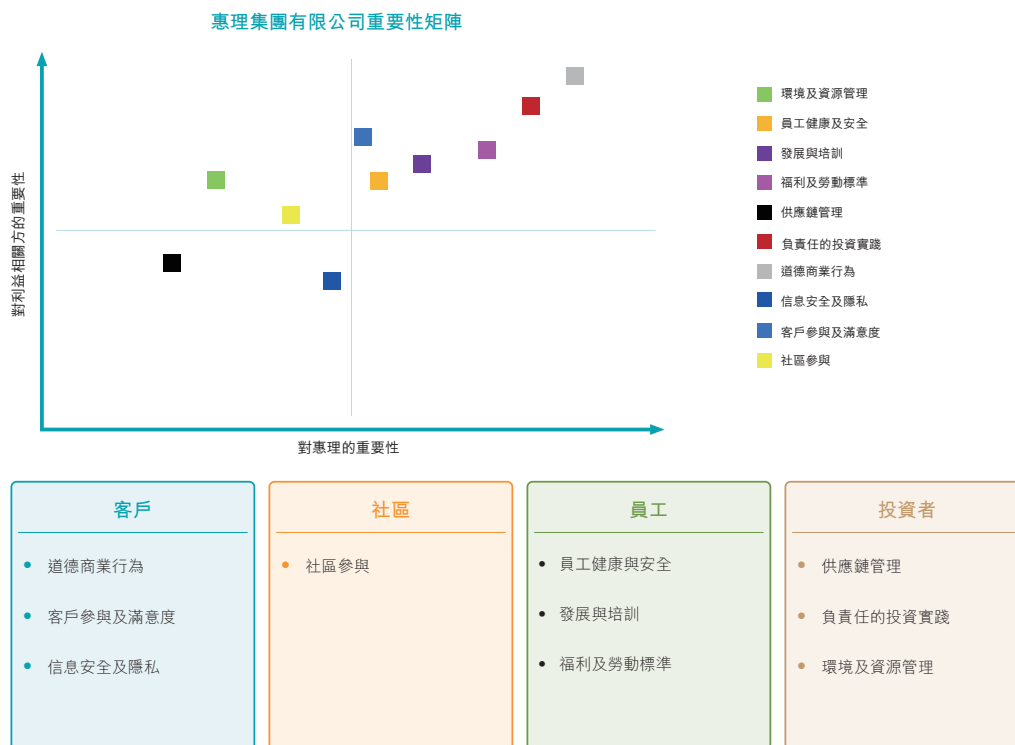 惠理集團有限公司重要性矩陣
對利益相關方的重要性
對惠理的重要性
環境及資源管理
員工健康及安全
發展與培訓
福利及勞動標準
供應鏈管理
負責任的投資實踐
道德商業行為
信息安全及隱私
客戶參與及滿意度
社區參與
客戶
道德商業行為
客戶參與及滿意度
信息安全及隱私
社區
社區參與
員工
員工健康與安全
發展與培訓
福利及勞動標準
投資者
供應鏈管理
負責任的投資實踐
環境及資源管理